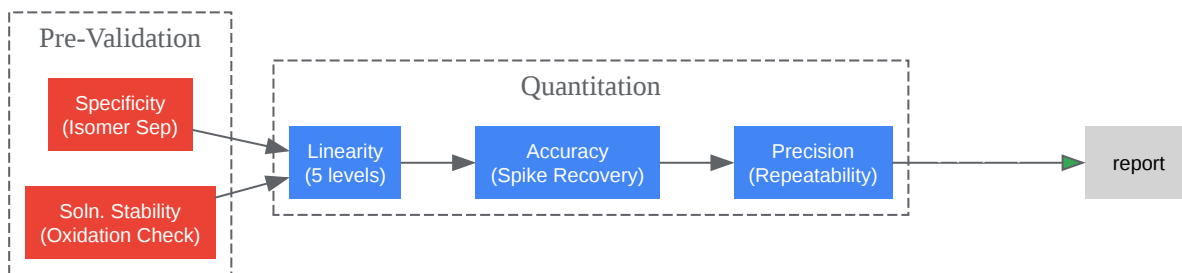 Pre-Validation
Specificity
(Isomer Sep)
Soln. Stability
(Oxidation Check)
Quantitation
Linearity
(5 levels)
Accuracy
(Spike Recovery)
Precision
(Repeatability)
report